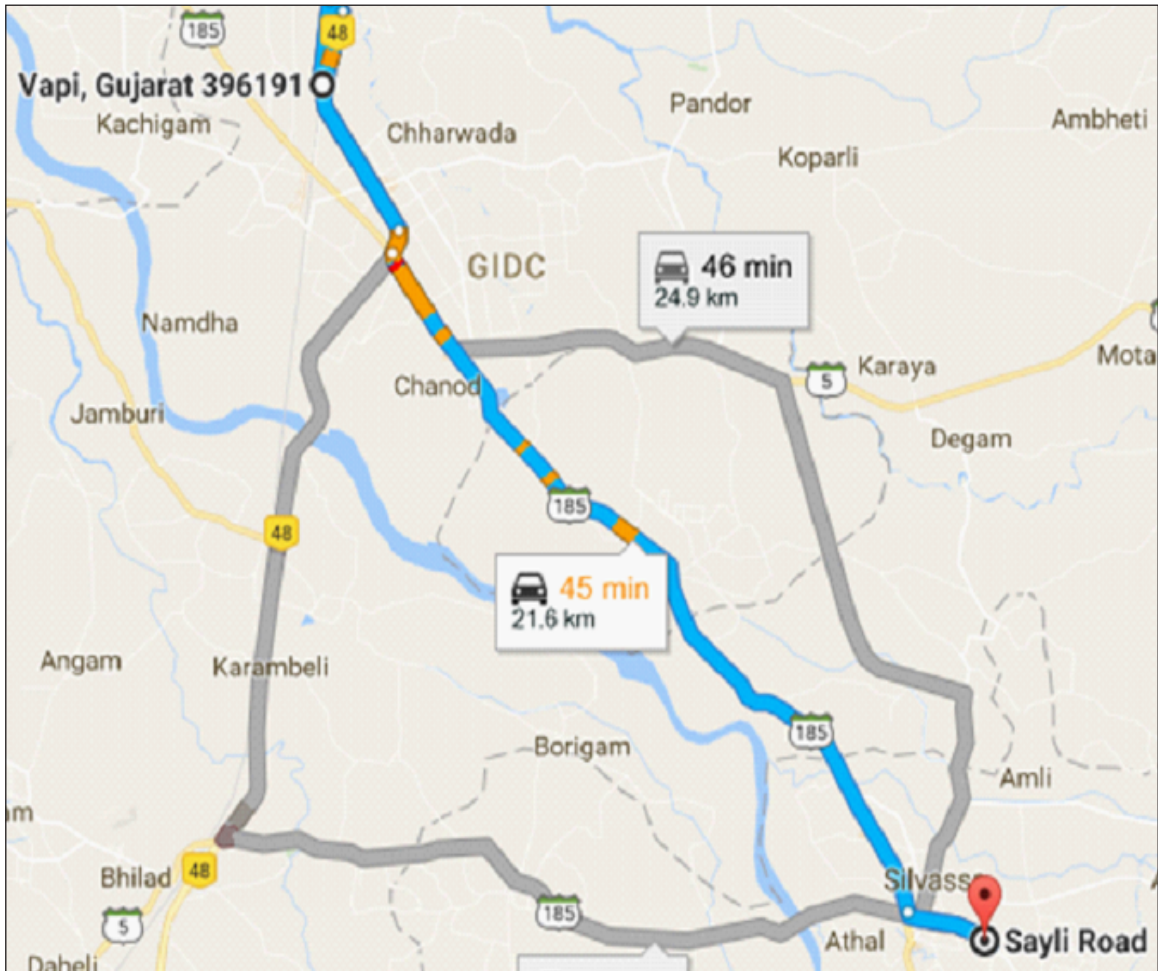 185
48
Vapi, Gujarat 396191
Kachigam
Chharwada
Pandor
Ambheti
Koparli
GIDC
46 min
24.9 km
Namdha
Karaya
Mota
5
Chanod
Jamburi
Degam
185
48
45 min
21.6 km
Angam
Karambeli
185
Borigam
Amli
Bhilad
48
Silvassa
185
5
Athal
Sayli Road
Daheli